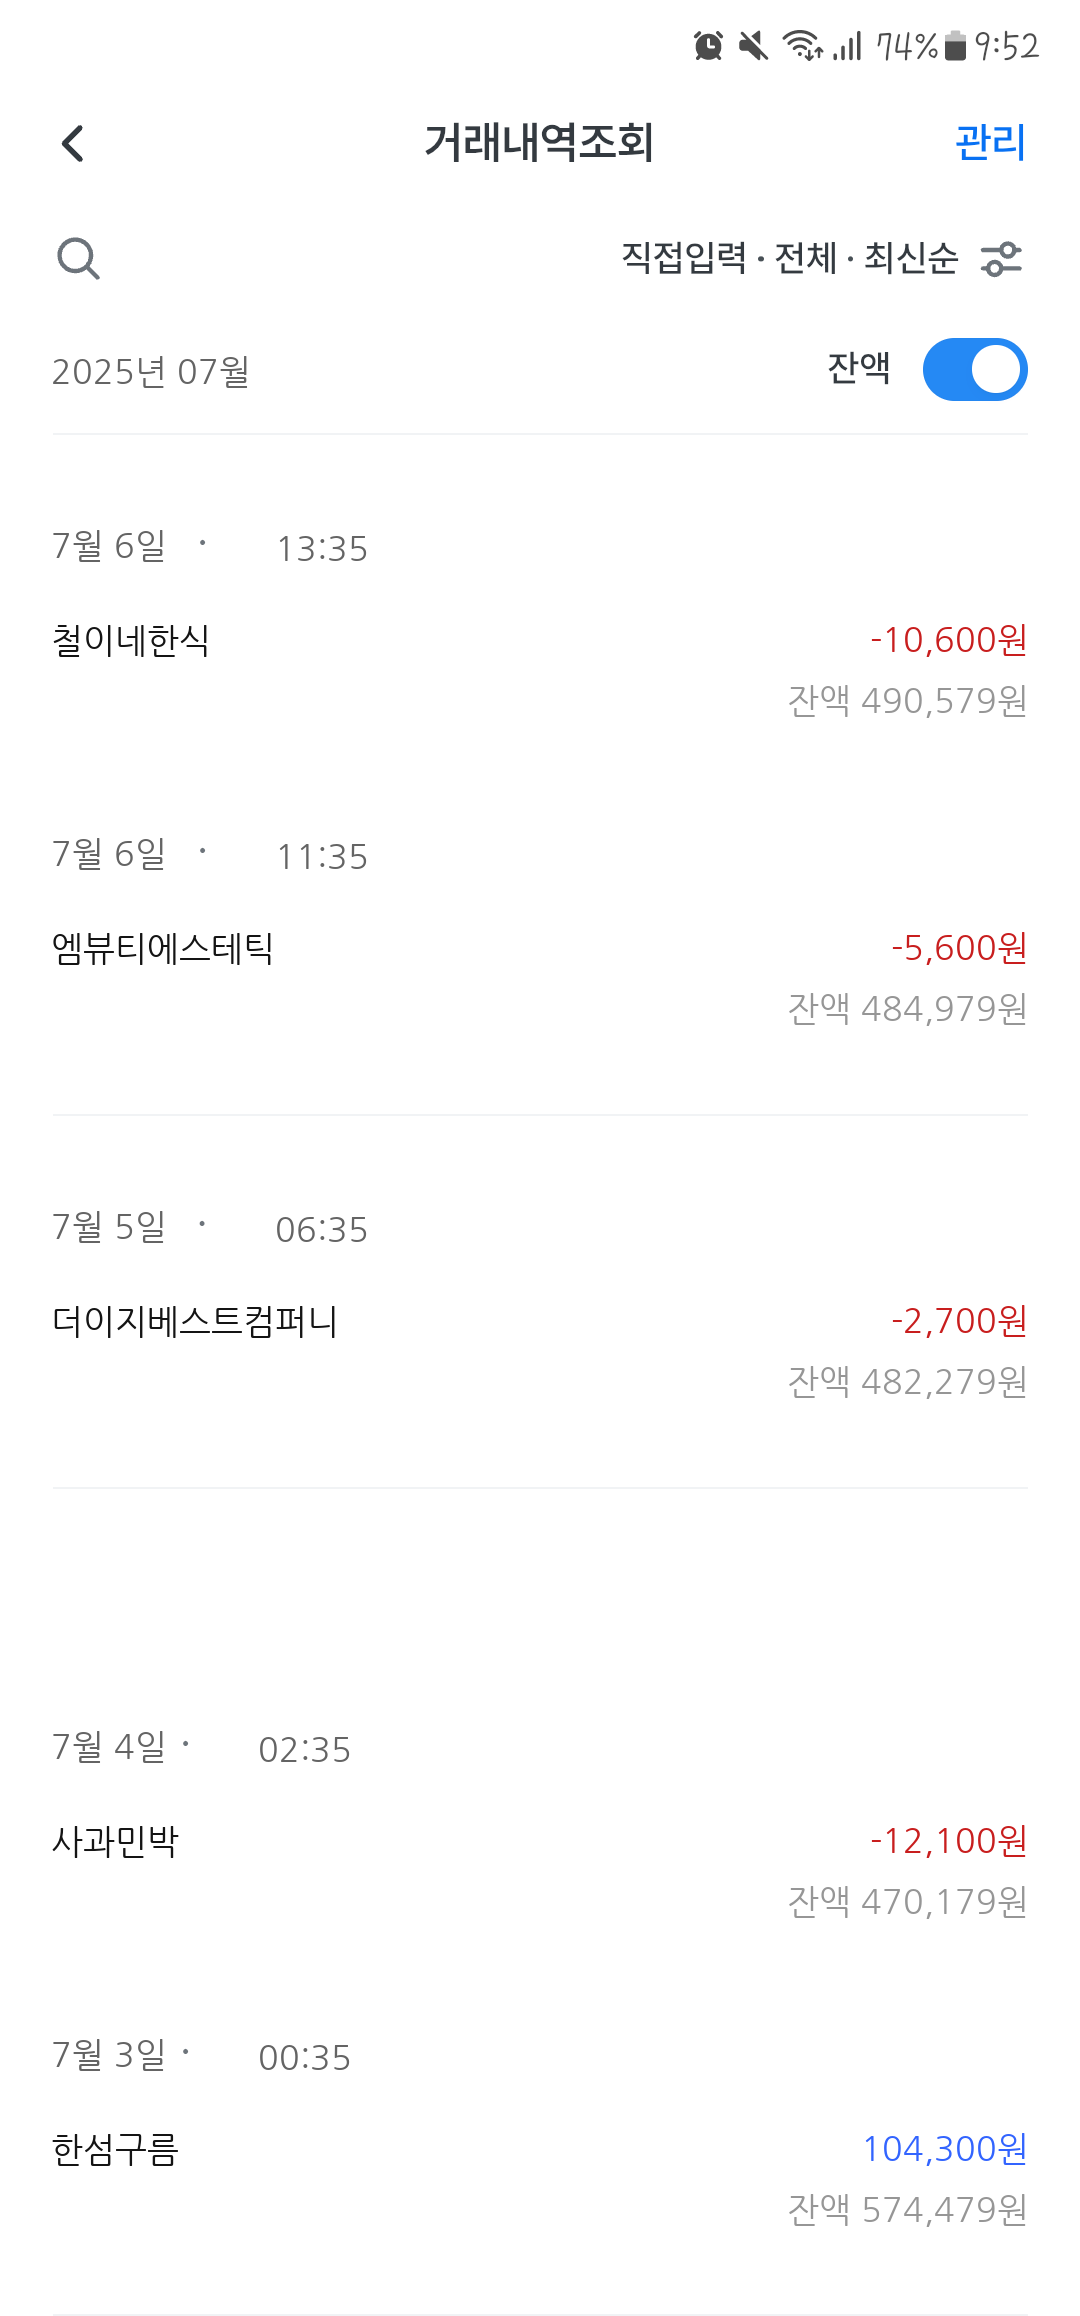 74% 9:52
거래내역조회 관리
직접입력 · 전체 · 최신순
2025년 07월 잔액
7월 6일 · 13:35
철이네한식 -10,600원
잔액 490,579원
7월 6일 · 11:35
엠뷰티에스테틱 -5,600원
잔액 484,979원
7월 5일 · 06:35
더이지베스트컴퍼니 -2,700원
잔액 482,279원
7월 4일 · 02:35
사과민박 -12,100원
잔액 470,179원
7월 3일 · 00:35
한섬구름 104,300원
잔액 574,479원